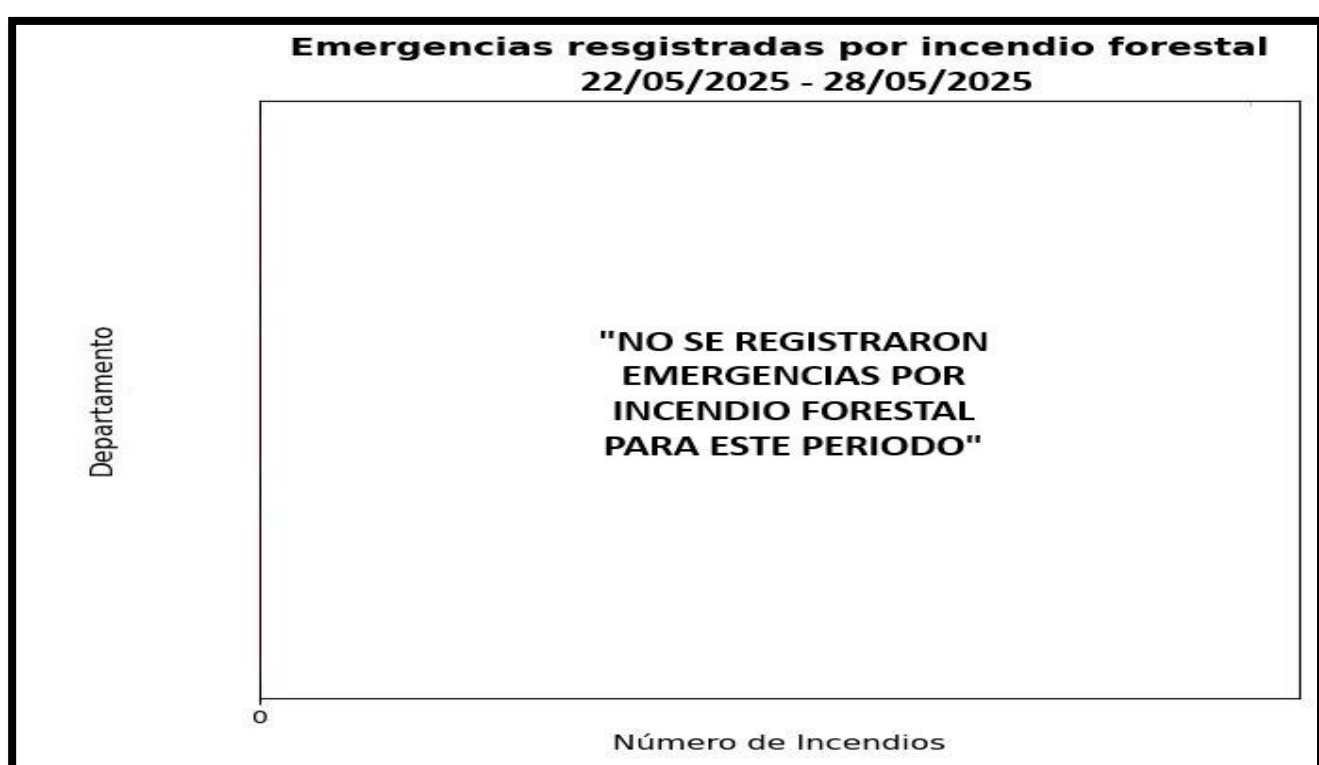 Emergencias resgistradas por incendio forestal
22/05/2025 - 28/05/2025
Departamento
"NO SE REGISTRARON
EMERGENCIAS POR
INCENDIO FORESTAL
PARA ESTE PERIODO"
0
Número de Incendios